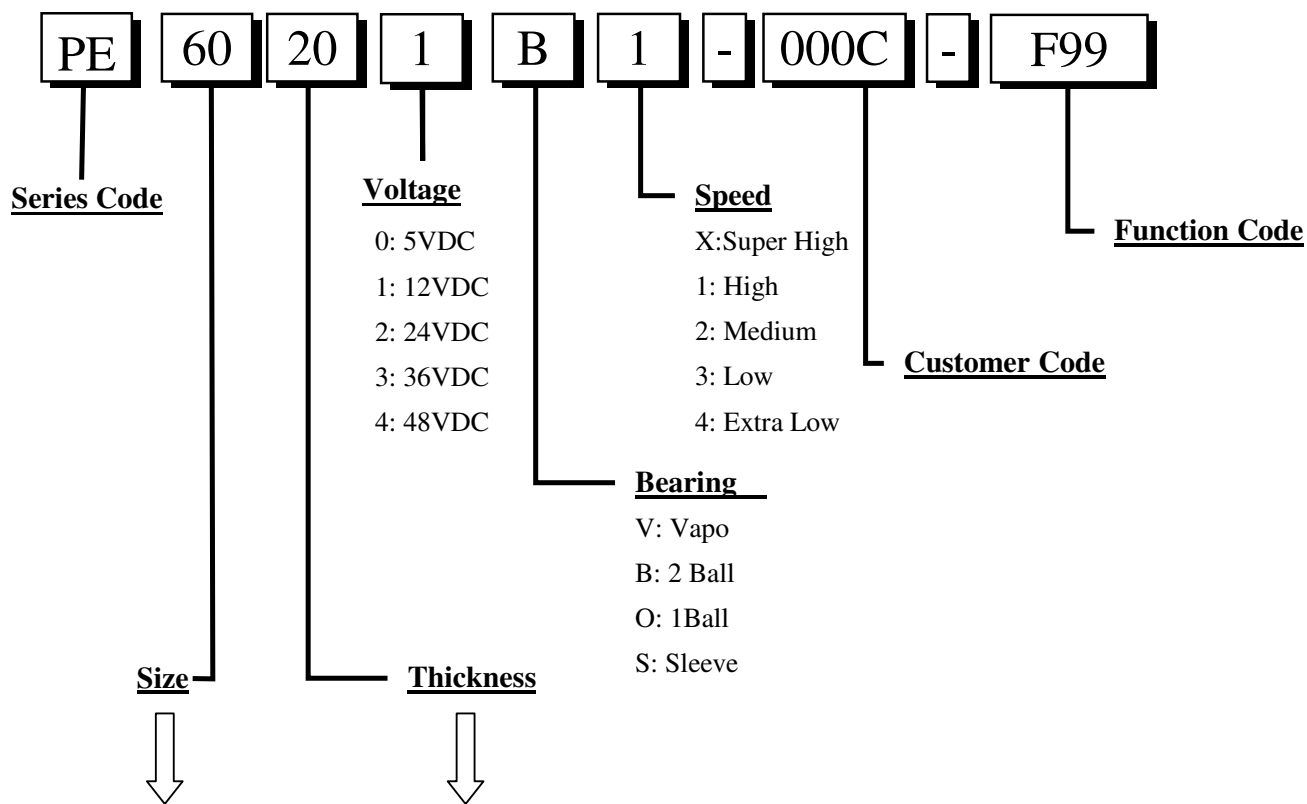 PE 60 20 1 B 1 - 000C - F99
Series Code
Voltage
0: 5VDC
1: 12VDC
2: 24VDC
3: 36VDC
4: 48VDC
Speed
X:Super High
1: High
2: Medium
3: Low
4: Extra Low
Function Code
Customer Code
Bearing
V: Vapo
B: 2 Ball
O: 1Ball
S: Sleeve
Size
Thickness